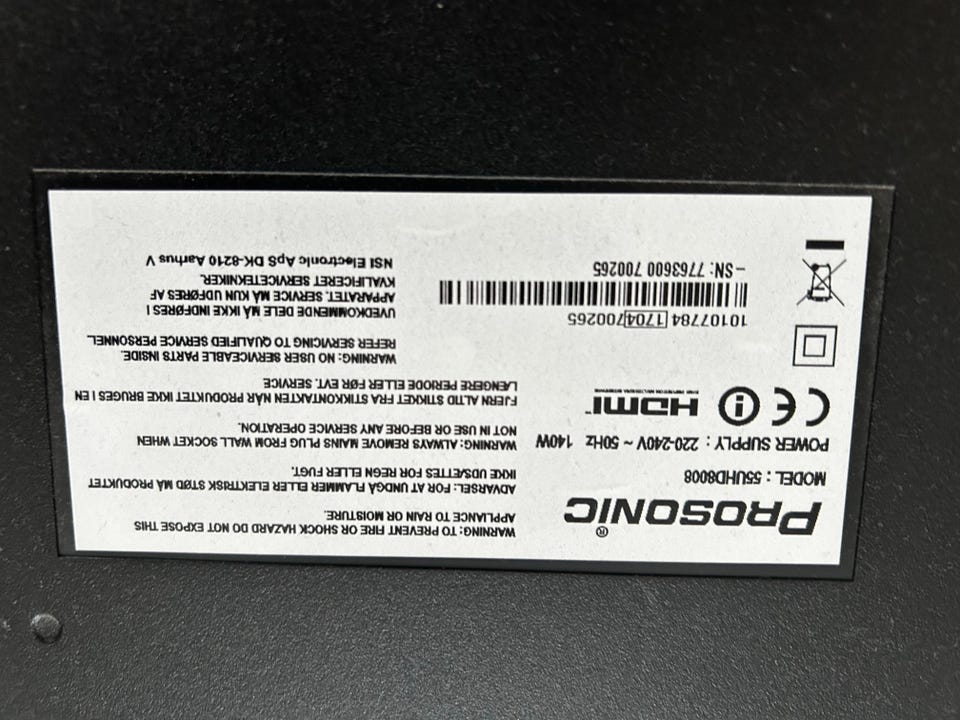 PROSONIC®
MODEL : 55UHD8008
POWER SUPPLY : 220-240V ~ 50Hz 140W
CE HDMI™
10107784 1704 700265
–SN: 7763600 700265
WARNING: TO PREVENT FIRE OR SHOCK HAZARD DO NOT EXPOSE THIS
APPLIANCE TO RAIN OR MOISTURE.
ADVARSEL: FOR AT UNDGÅ FLAMMER ELLER ELEKTRISK STØD MÅ PRODUKTET
IKKE UDSÆTTES FOR REGN ELLER FUGT.
WARNING: ALWAYS REMOVE MAINS PLUG FROM WALL SOCKET WHEN
NOT IN USE OR BEFORE ANY SERVICE OPERATION.
FJERN ALTID STIKKET FRA STIKKONTAKTEN NÅR PRODUKTET IKKE BRUGES I EN
LÆNGERE PERIODE ELLER FØR EVT. SERVICE
WARNING: NO USER SERVICEABLE PARTS INSIDE.
REFER SERVICING TO QUALIFIED SERVICE PERSONNEL.
UVEDKOMMENDE DELE MÅ IKKE INDFØRES I
APPARATET. SERVICE MÅ KUN UDFØRES AF
KVALIFICERET SERVICETEKNIKER.
NSI Electronic ApS DK-8210 Aarhus V